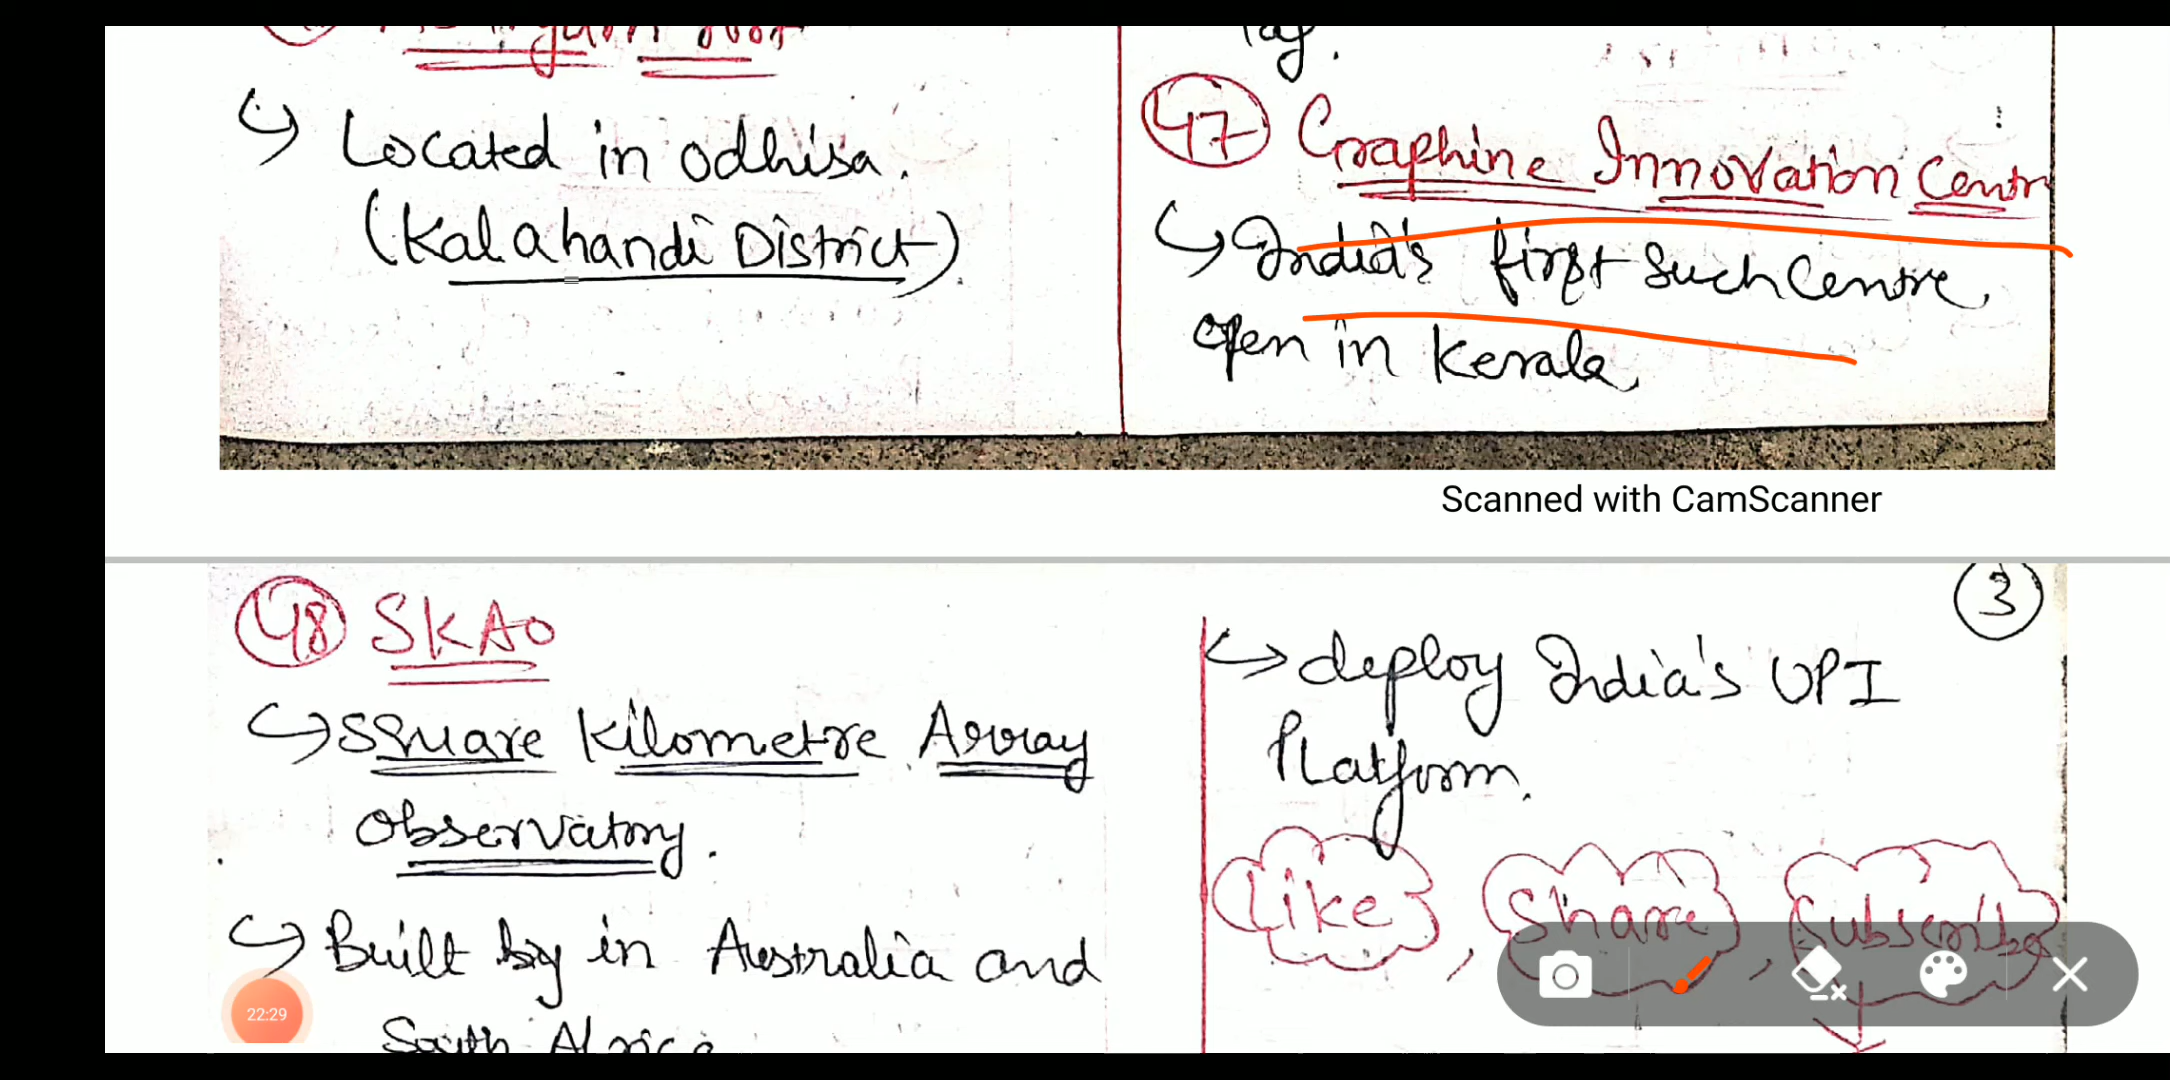 Located in odhisa.
(Kalahandi District).
47 Graphine Innovation Centr
India's first Such Centre,
open in Kerala,
Scanned with CamScanner
48 SKAO
Square Kilometre Array
Observatory.
Built by in Australia and
South Africa
3
deploy India's UPI
Platform.
Like, Share, Subscribe
22:29